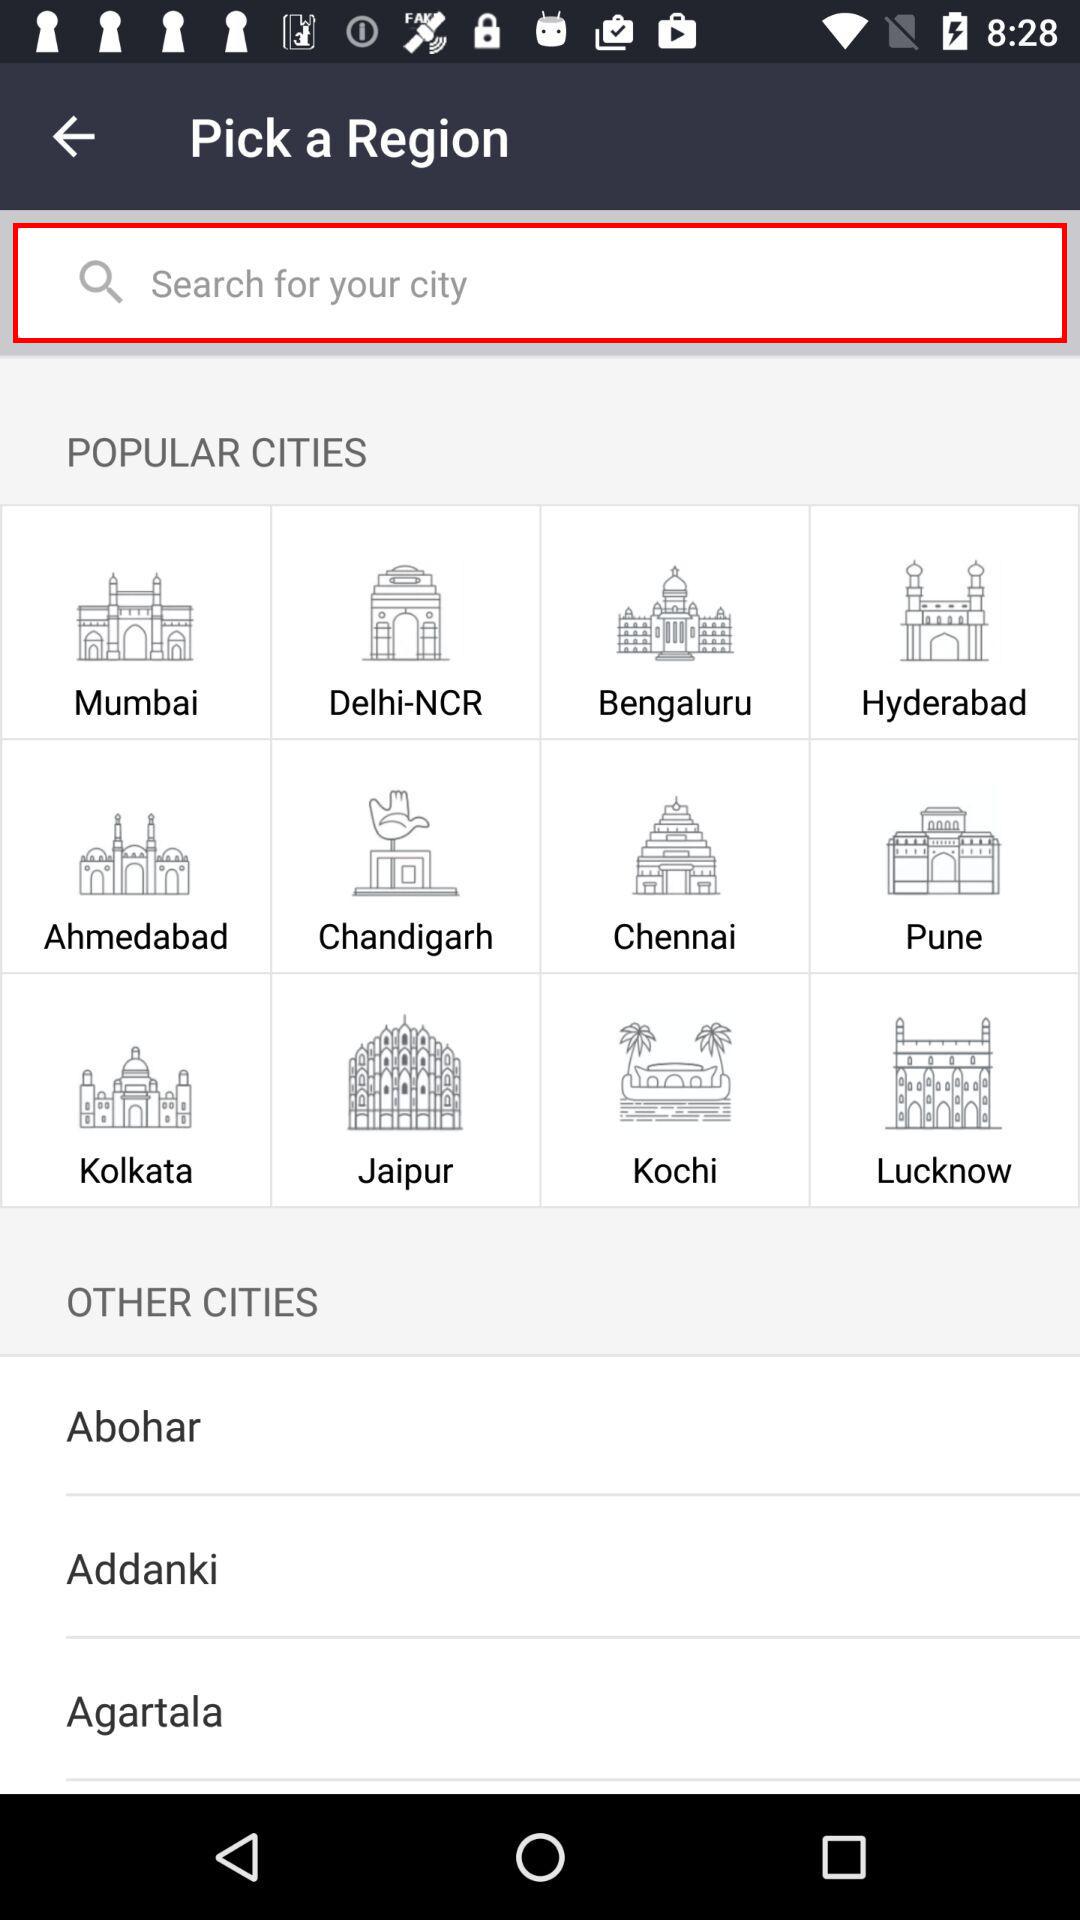 FAKE
8:28
Pick a Region
Search for your city
POPULAR CITIES
Mumbai
Delhi-NCR
Bengaluru
Hyderabad
Ahmedabad
Chandigarh
Chennai
Pune
Kolkata
Jaipur
Kochi
Lucknow
OTHER CITIES
Abohar
Addanki
Agartala